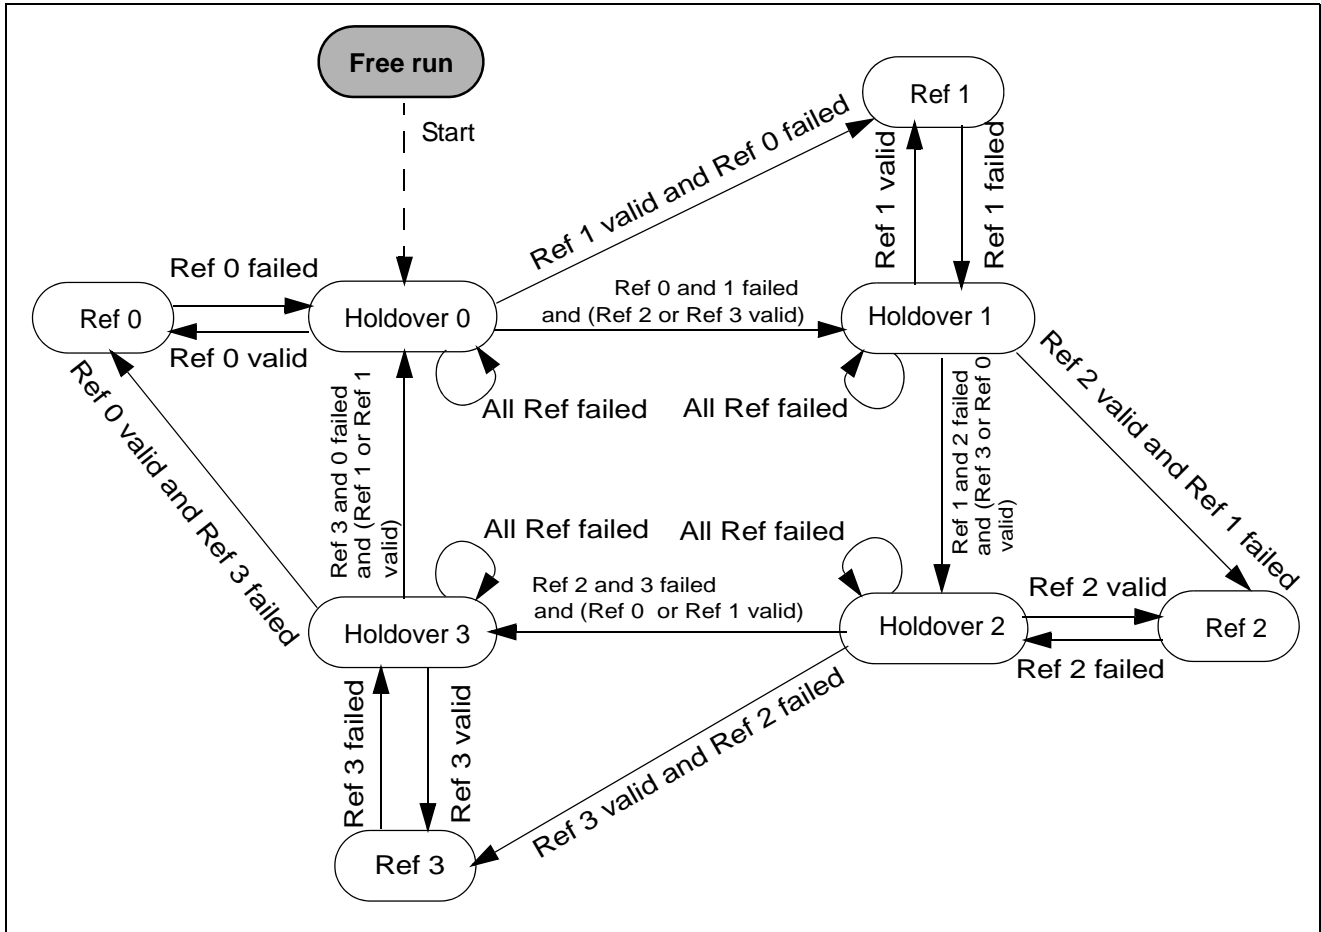 Free run
Start
Ref 1
Ref 1 valid and Ref 0 failed
Ref 1 valid
Ref 1 failed
Ref 0 failed
Ref 0
Ref 0 valid
Holdover 0
Ref 0 and 1 failed
and (Ref 2 or Ref 3 valid)
Holdover 1
All Ref failed
All Ref failed
Ref 0 valid and Ref 3 failed
Ref 3 and 0 failed
and (Ref 1 or Ref 1
valid)
Ref 1 and 2 failed
and (Ref 3 or Ref 0
valid)
Ref 2 valid and Ref 1 failed
All Ref failed
All Ref failed
Ref 2 and 3 failed
and (Ref 0 or Ref 1 valid)
Holdover 3
Holdover 2
Ref 2 valid
Ref 2
Ref 2 failed
Ref 3 failed
Ref 3 valid
Ref 3 valid and Ref 2 failed
Ref 3